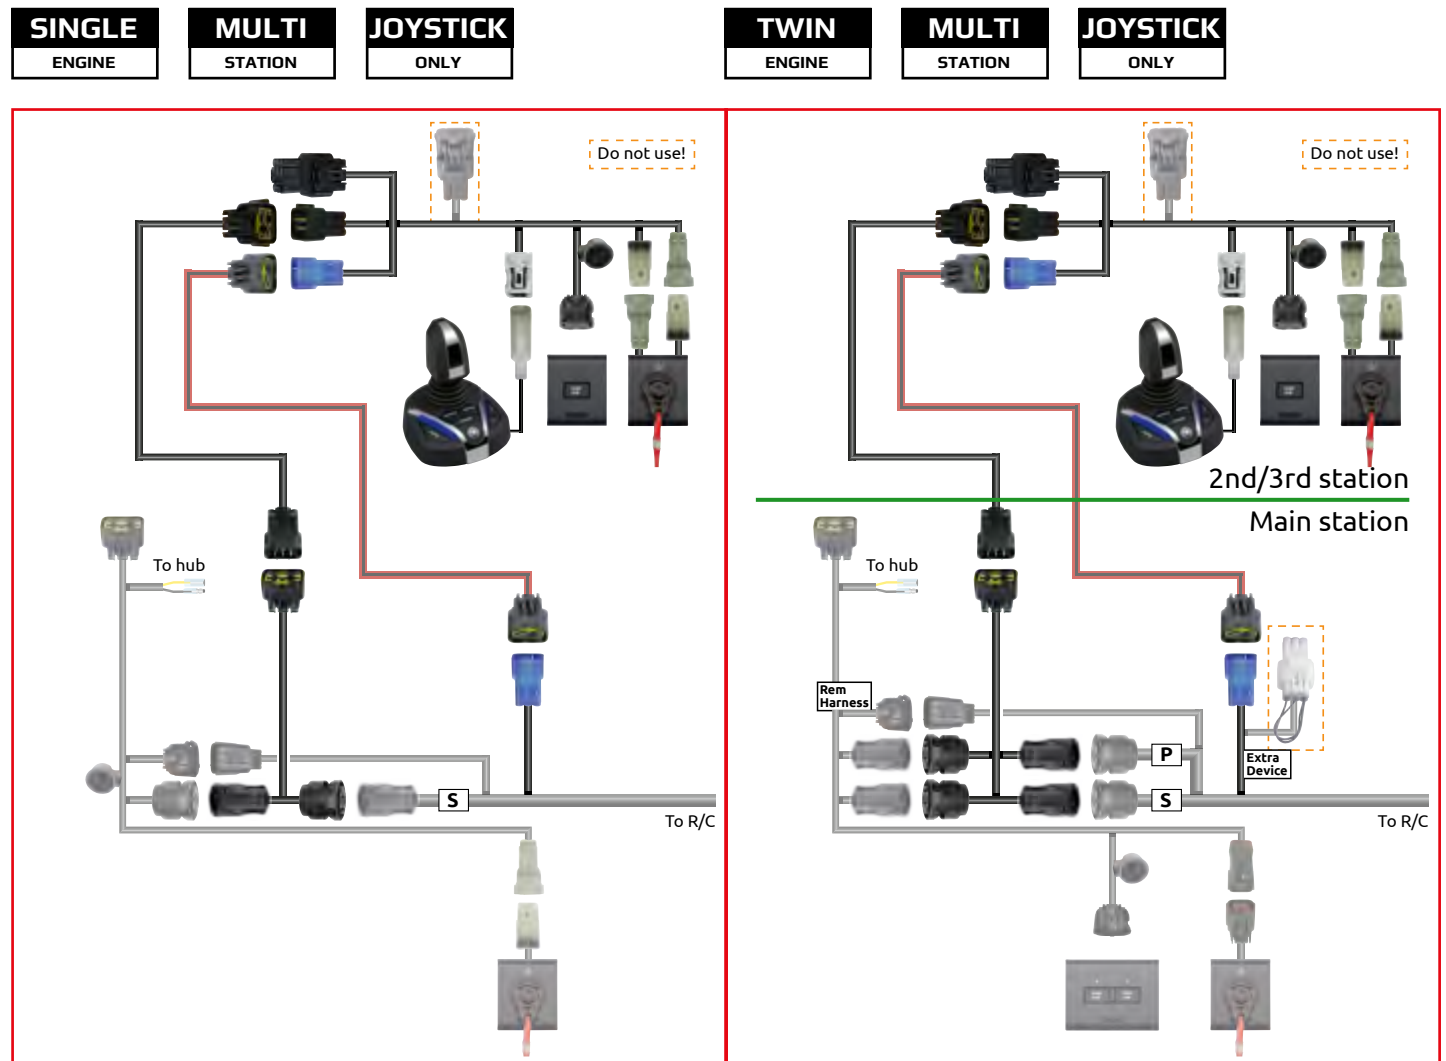 SINGLE
ENGINE
MULTI
STATION
JOYSTICK
ONLY
TWIN
ENGINE
MULTI
STATION
JOYSTICK
ONLY
Do not use!
To hub
S
To R/C
Do not use!
2nd/3rd station
Main station
To hub
Rem
Harness
P
Extra
Device
S
To R/C